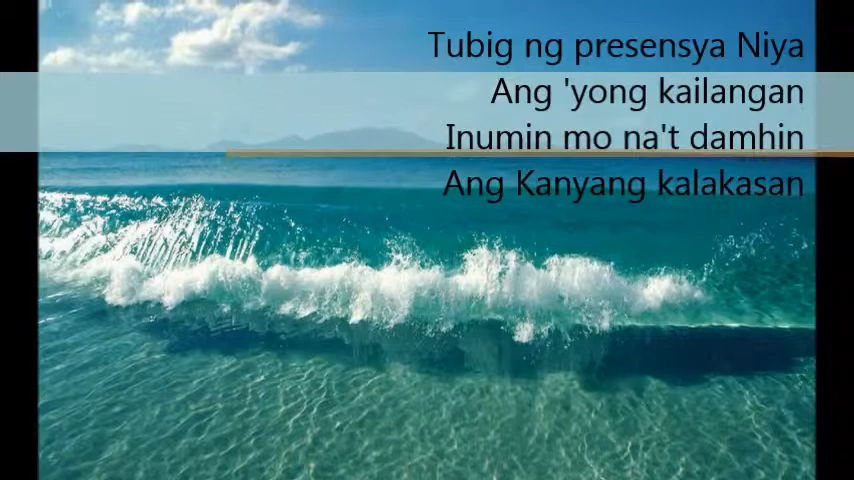 Tubig ng presensya Niya
Ang 'yong kailangan
Inumin mo na't damhin
Ang Kanyang kalakasan